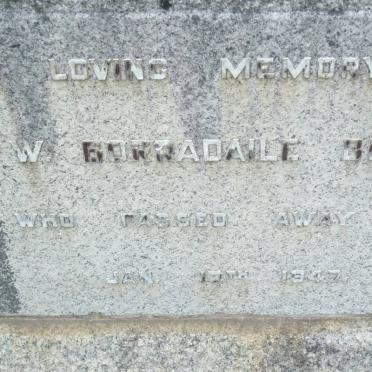 LOVING MEMORY
W. BORRADAILE
WHO PASSED AWAY
JAN. 1947.